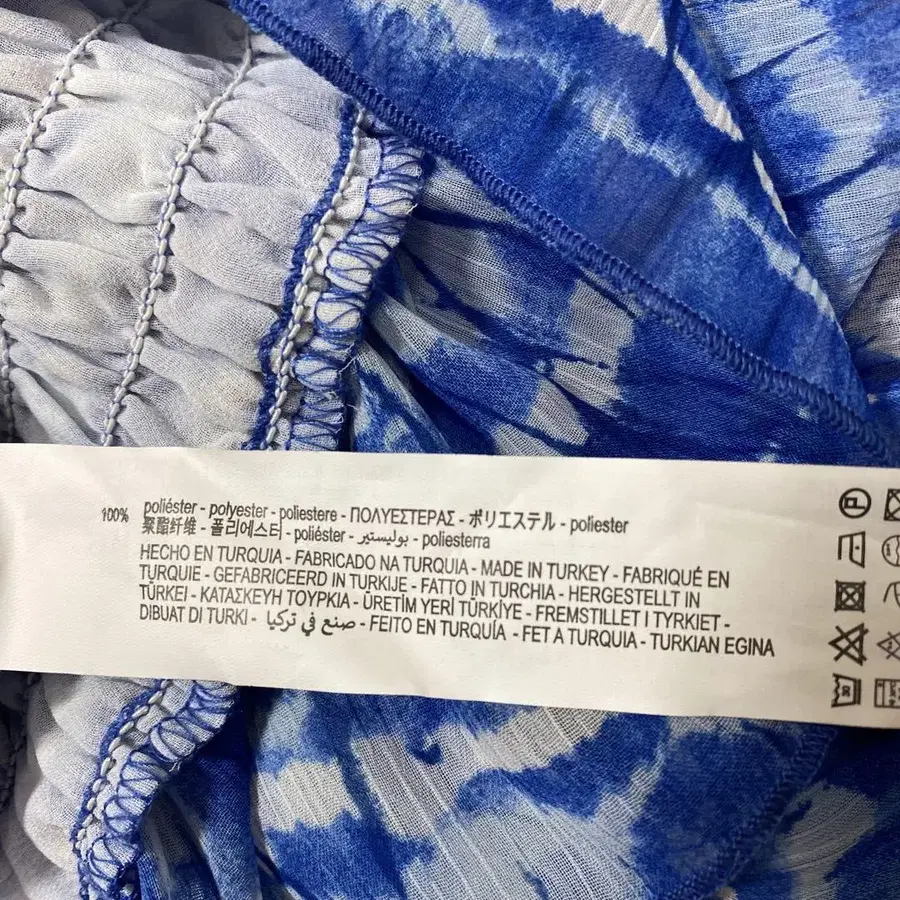 100% poliéster - polyester - poliestere - ΠΟΛΥΕΣΤΕΡΑΣ - ポリエステル - poliester
聚酯纤维 - 폴리에스터 - poliéster - بوليستير - poliesterra
HECHO EN TURQUIA - FABRICADO NA TURQUIA - MADE IN TURKEY - FABRIQUÉ EN
TURQUIE - GEFABRICEERD IN TURKIJE - FATTO IN TURCHIA - HERGESTELLT IN
TÜRKEI - ΚΑΤΑΣΚΕΥΗ ΤΟΥΡΚΙΑ - ÜRETİM YERİ TÜRKİYE - FREMSTILLET I TYRKIET -
DIBUAT DI TURKI - صنع في تركيا - FEITO EN TURQUÍA - FET A TURQUIA - TURKIAN EGINA
P
30